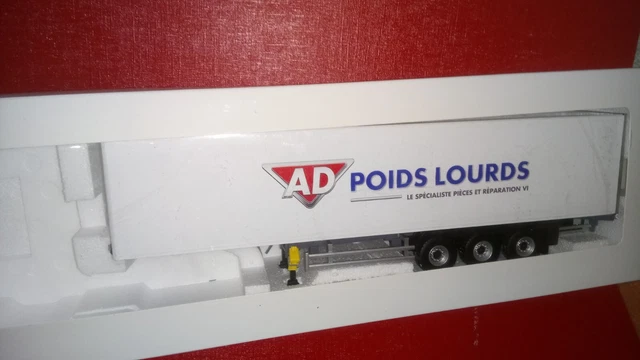 AD POIDS LOURDS
LE SPÉCIALISTE PIÈCES ET RÉPARATION VI